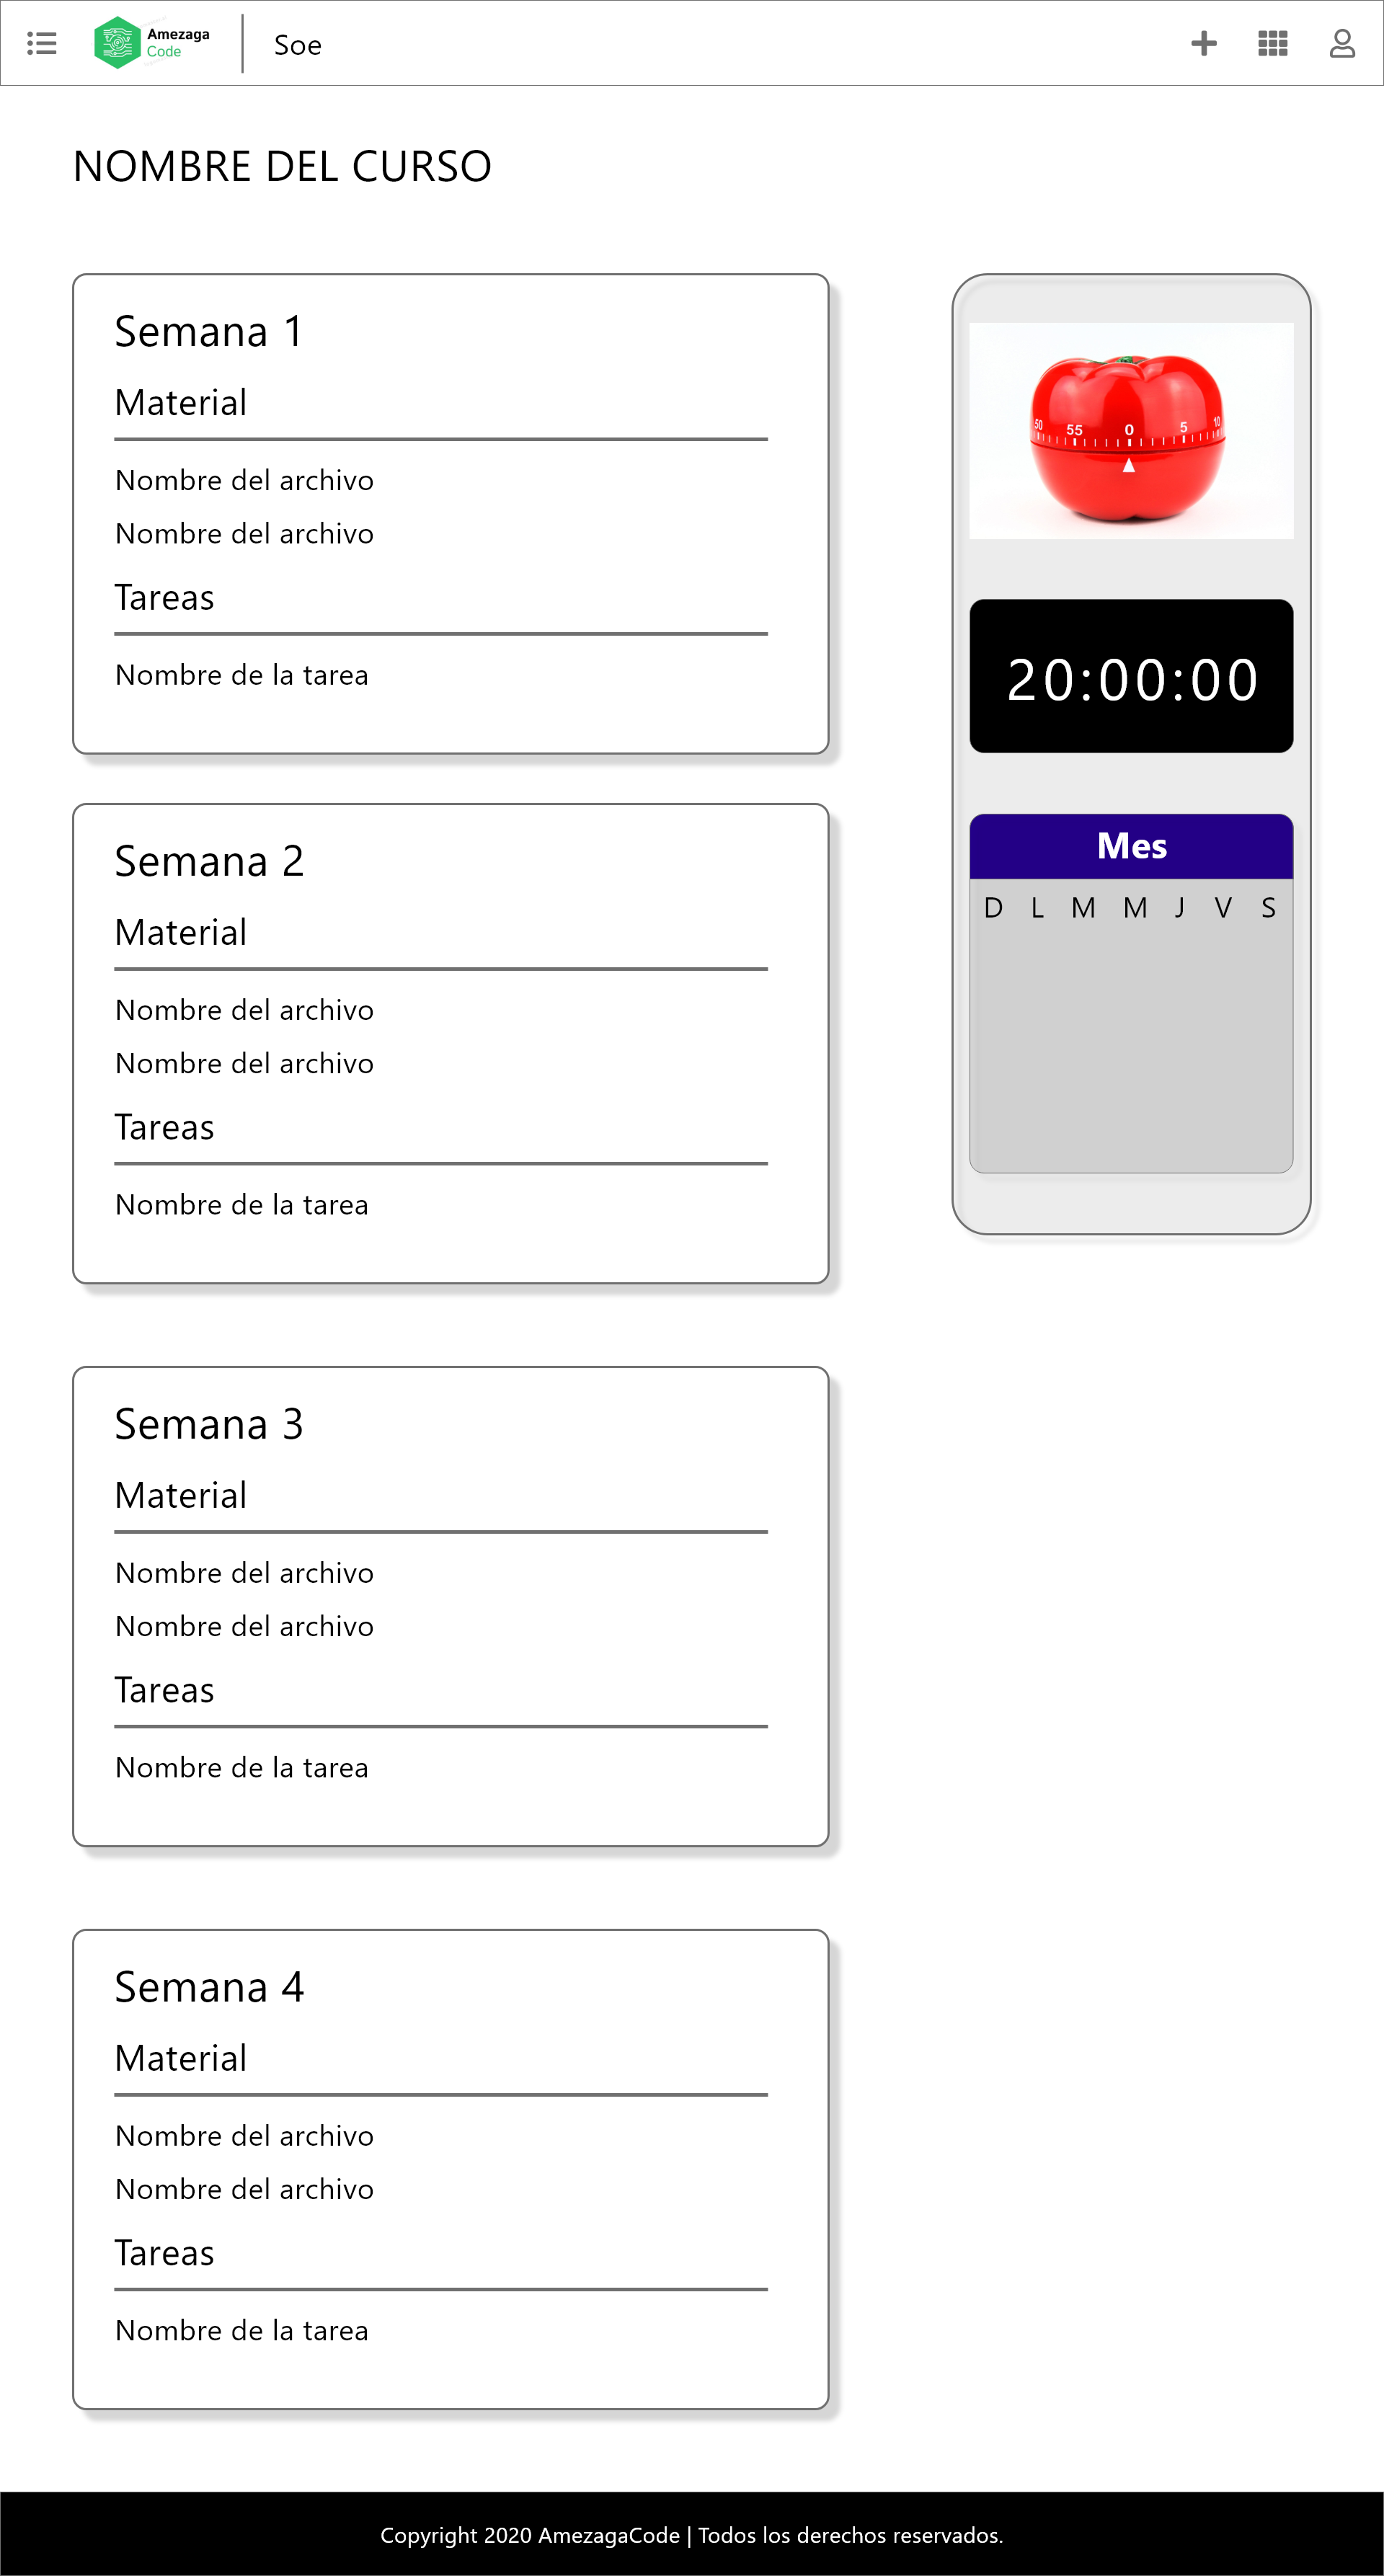 Amezaga
Code
Soe
NOMBRE DEL CURSO
Semana 1
Material
Nombre del archivo
Nombre del archivo
Tareas
Nombre de la tarea
Semana 2
Material
Nombre del archivo
Nombre del archivo
Tareas
Nombre de la tarea
Semana 3
Material
Nombre del archivo
Nombre del archivo
Tareas
Nombre de la tarea
Semana 4
Material
Nombre del archivo
Nombre del archivo
Tareas
Nombre de la tarea
50 55 0 5 10
20:00:00
Mes
D L M M J V S
Copyright 2020 AmezagaCode | Todos los derechos reservados.